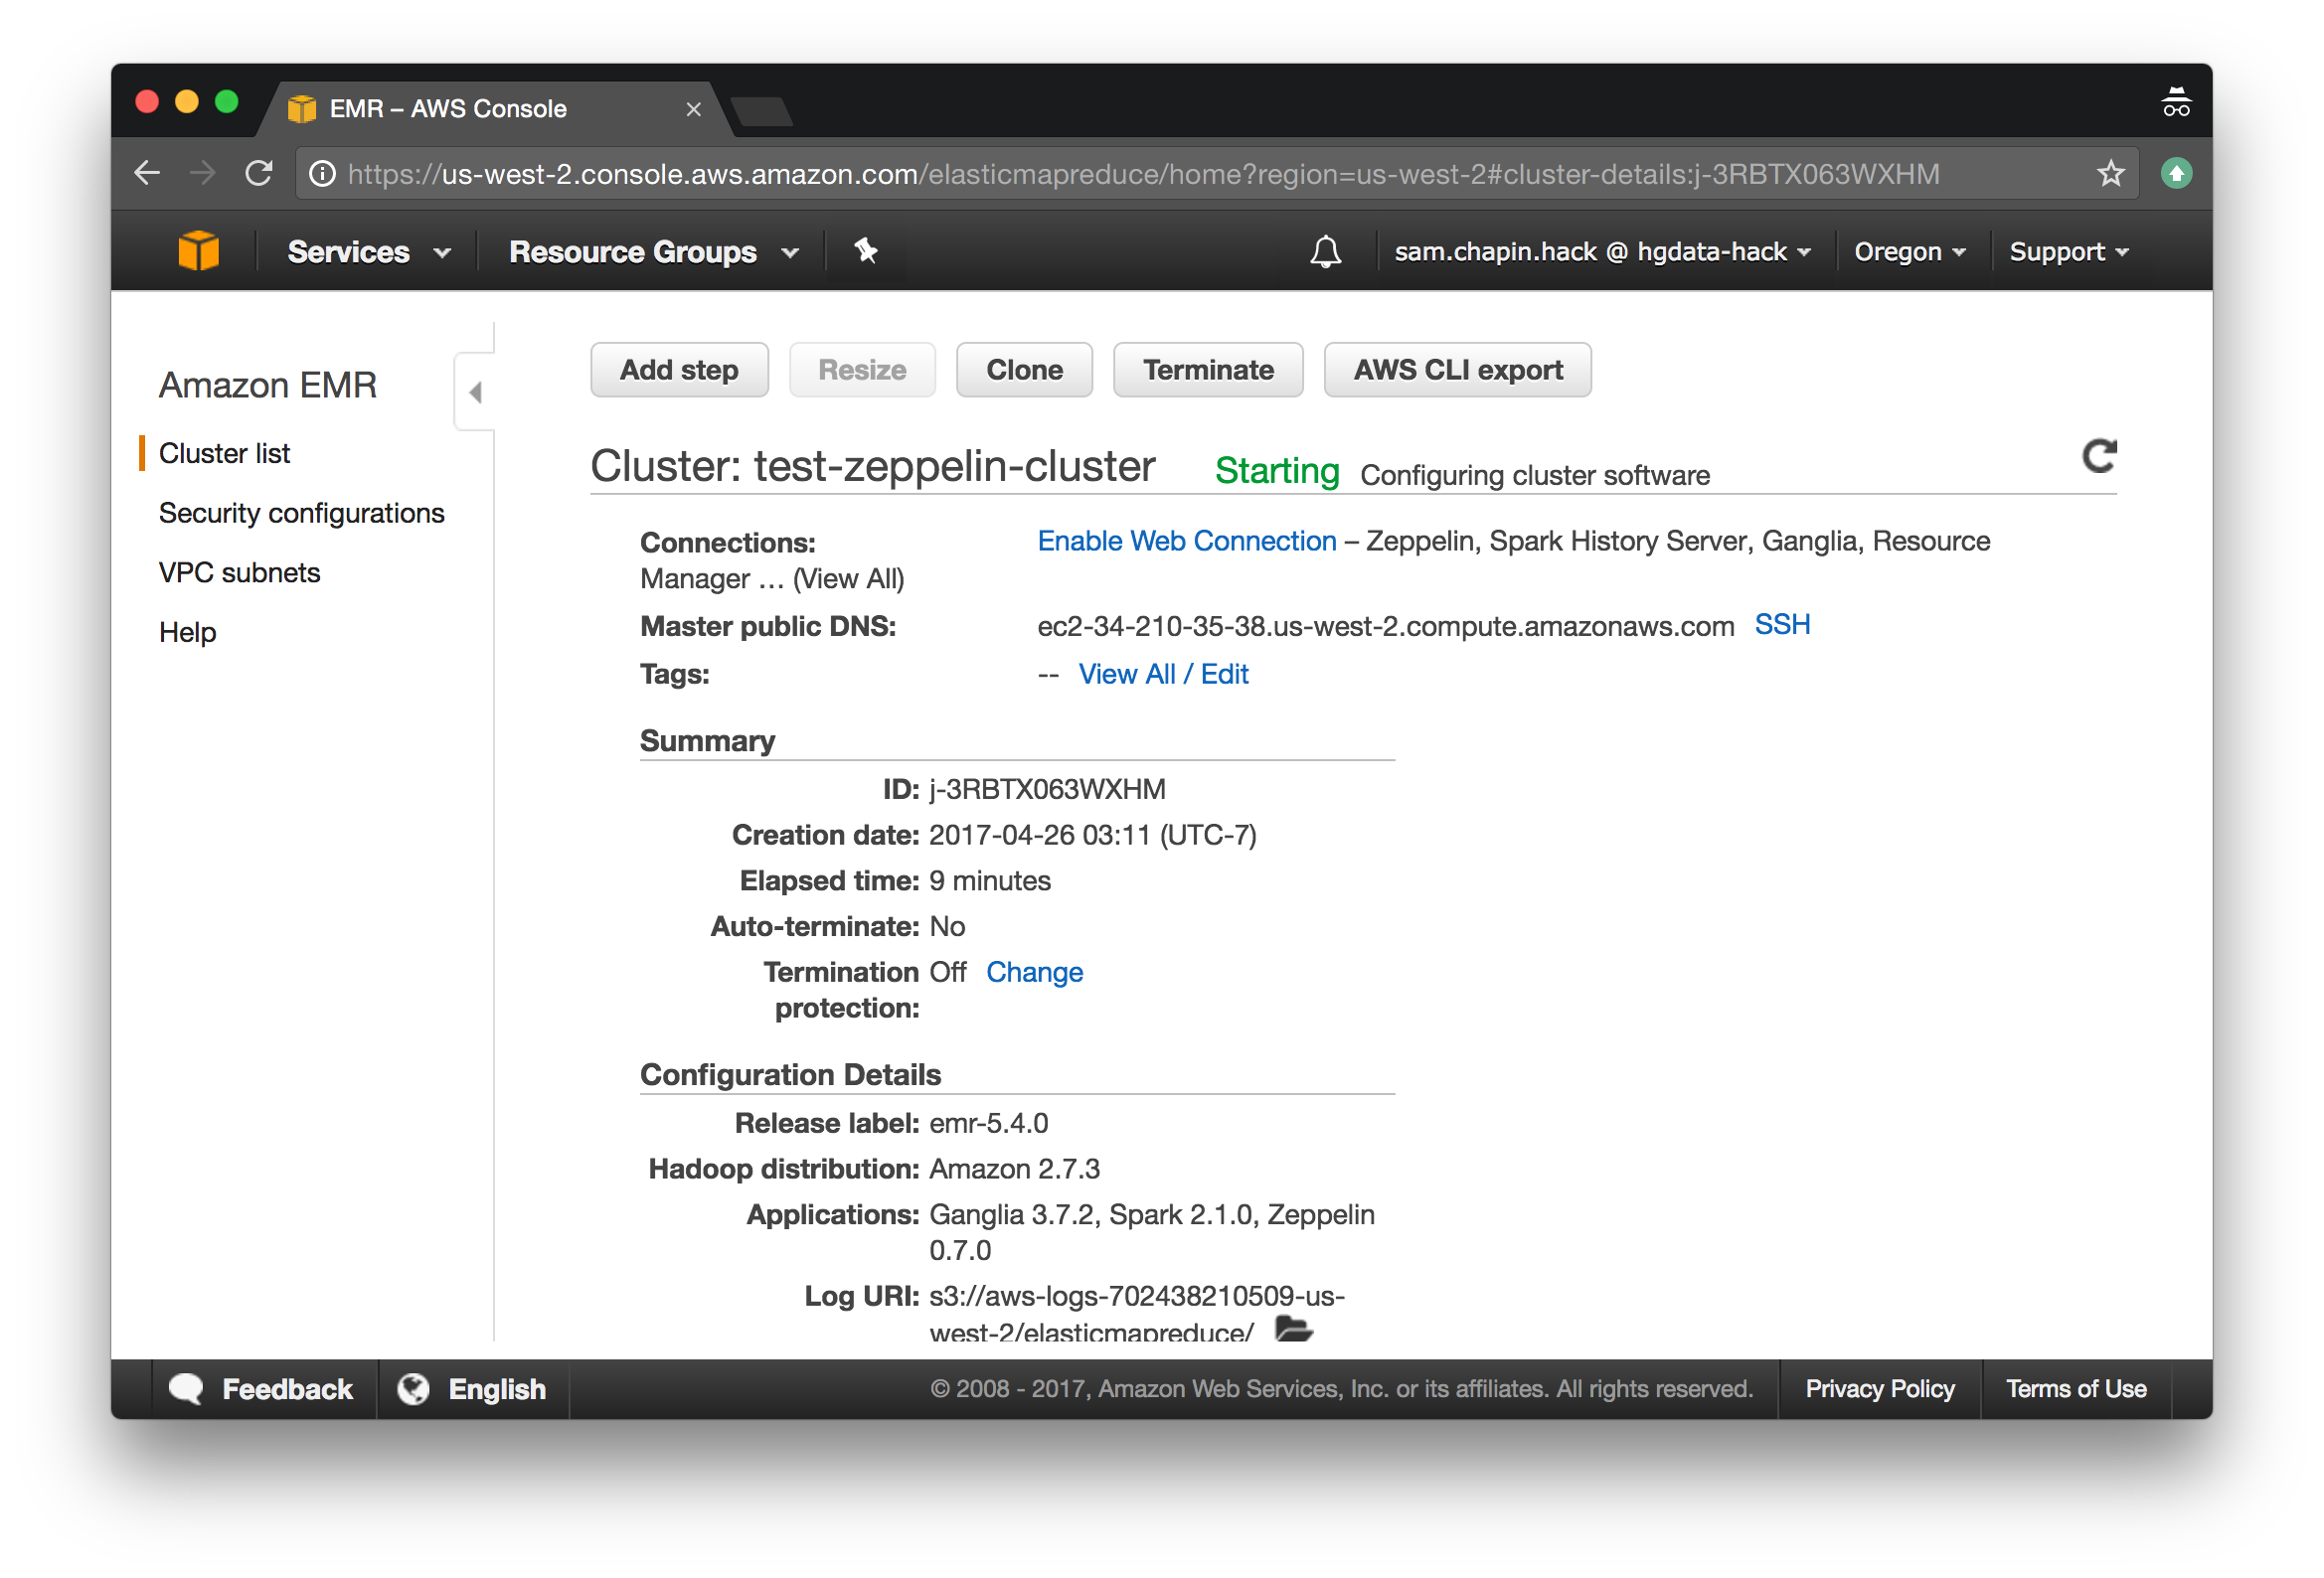 EMR – AWS Console
https://us-west-2.console.aws.amazon.com/elasticmapreduce/home?region=us-west-2#cluster-details:j-3RBTX063WXHM
Services Resource Groups sam.chapin.hack @ hgdata-hack Oregon Support
Amazon EMR
Cluster list
Security configurations
VPC subnets
Help
Add step Resize Clone Terminate AWS CLI export
Cluster: test-zeppelin-cluster Starting Configuring cluster software
Connections: Enable Web Connection – Zeppelin, Spark History Server, Ganglia, Resource
Manager … (View All)
Master public DNS: ec2-34-210-35-38.us-west-2.compute.amazonaws.com SSH
Tags: -- View All / Edit
Summary
ID: j-3RBTX063WXHM
Creation date: 2017-04-26 03:11 (UTC-7)
Elapsed time: 9 minutes
Auto-terminate: No
Termination Off Change
protection:
Configuration Details
Release label: emr-5.4.0
Hadoop distribution: Amazon 2.7.3
Applications: Ganglia 3.7.2, Spark 2.1.0, Zeppelin
0.7.0
Log URI: s3://aws-logs-702438210509-us-
west-2/elasticmapreduce/
Feedback English © 2008 - 2017, Amazon Web Services, Inc. or its affiliates. All rights reserved. Privacy Policy Terms of Use